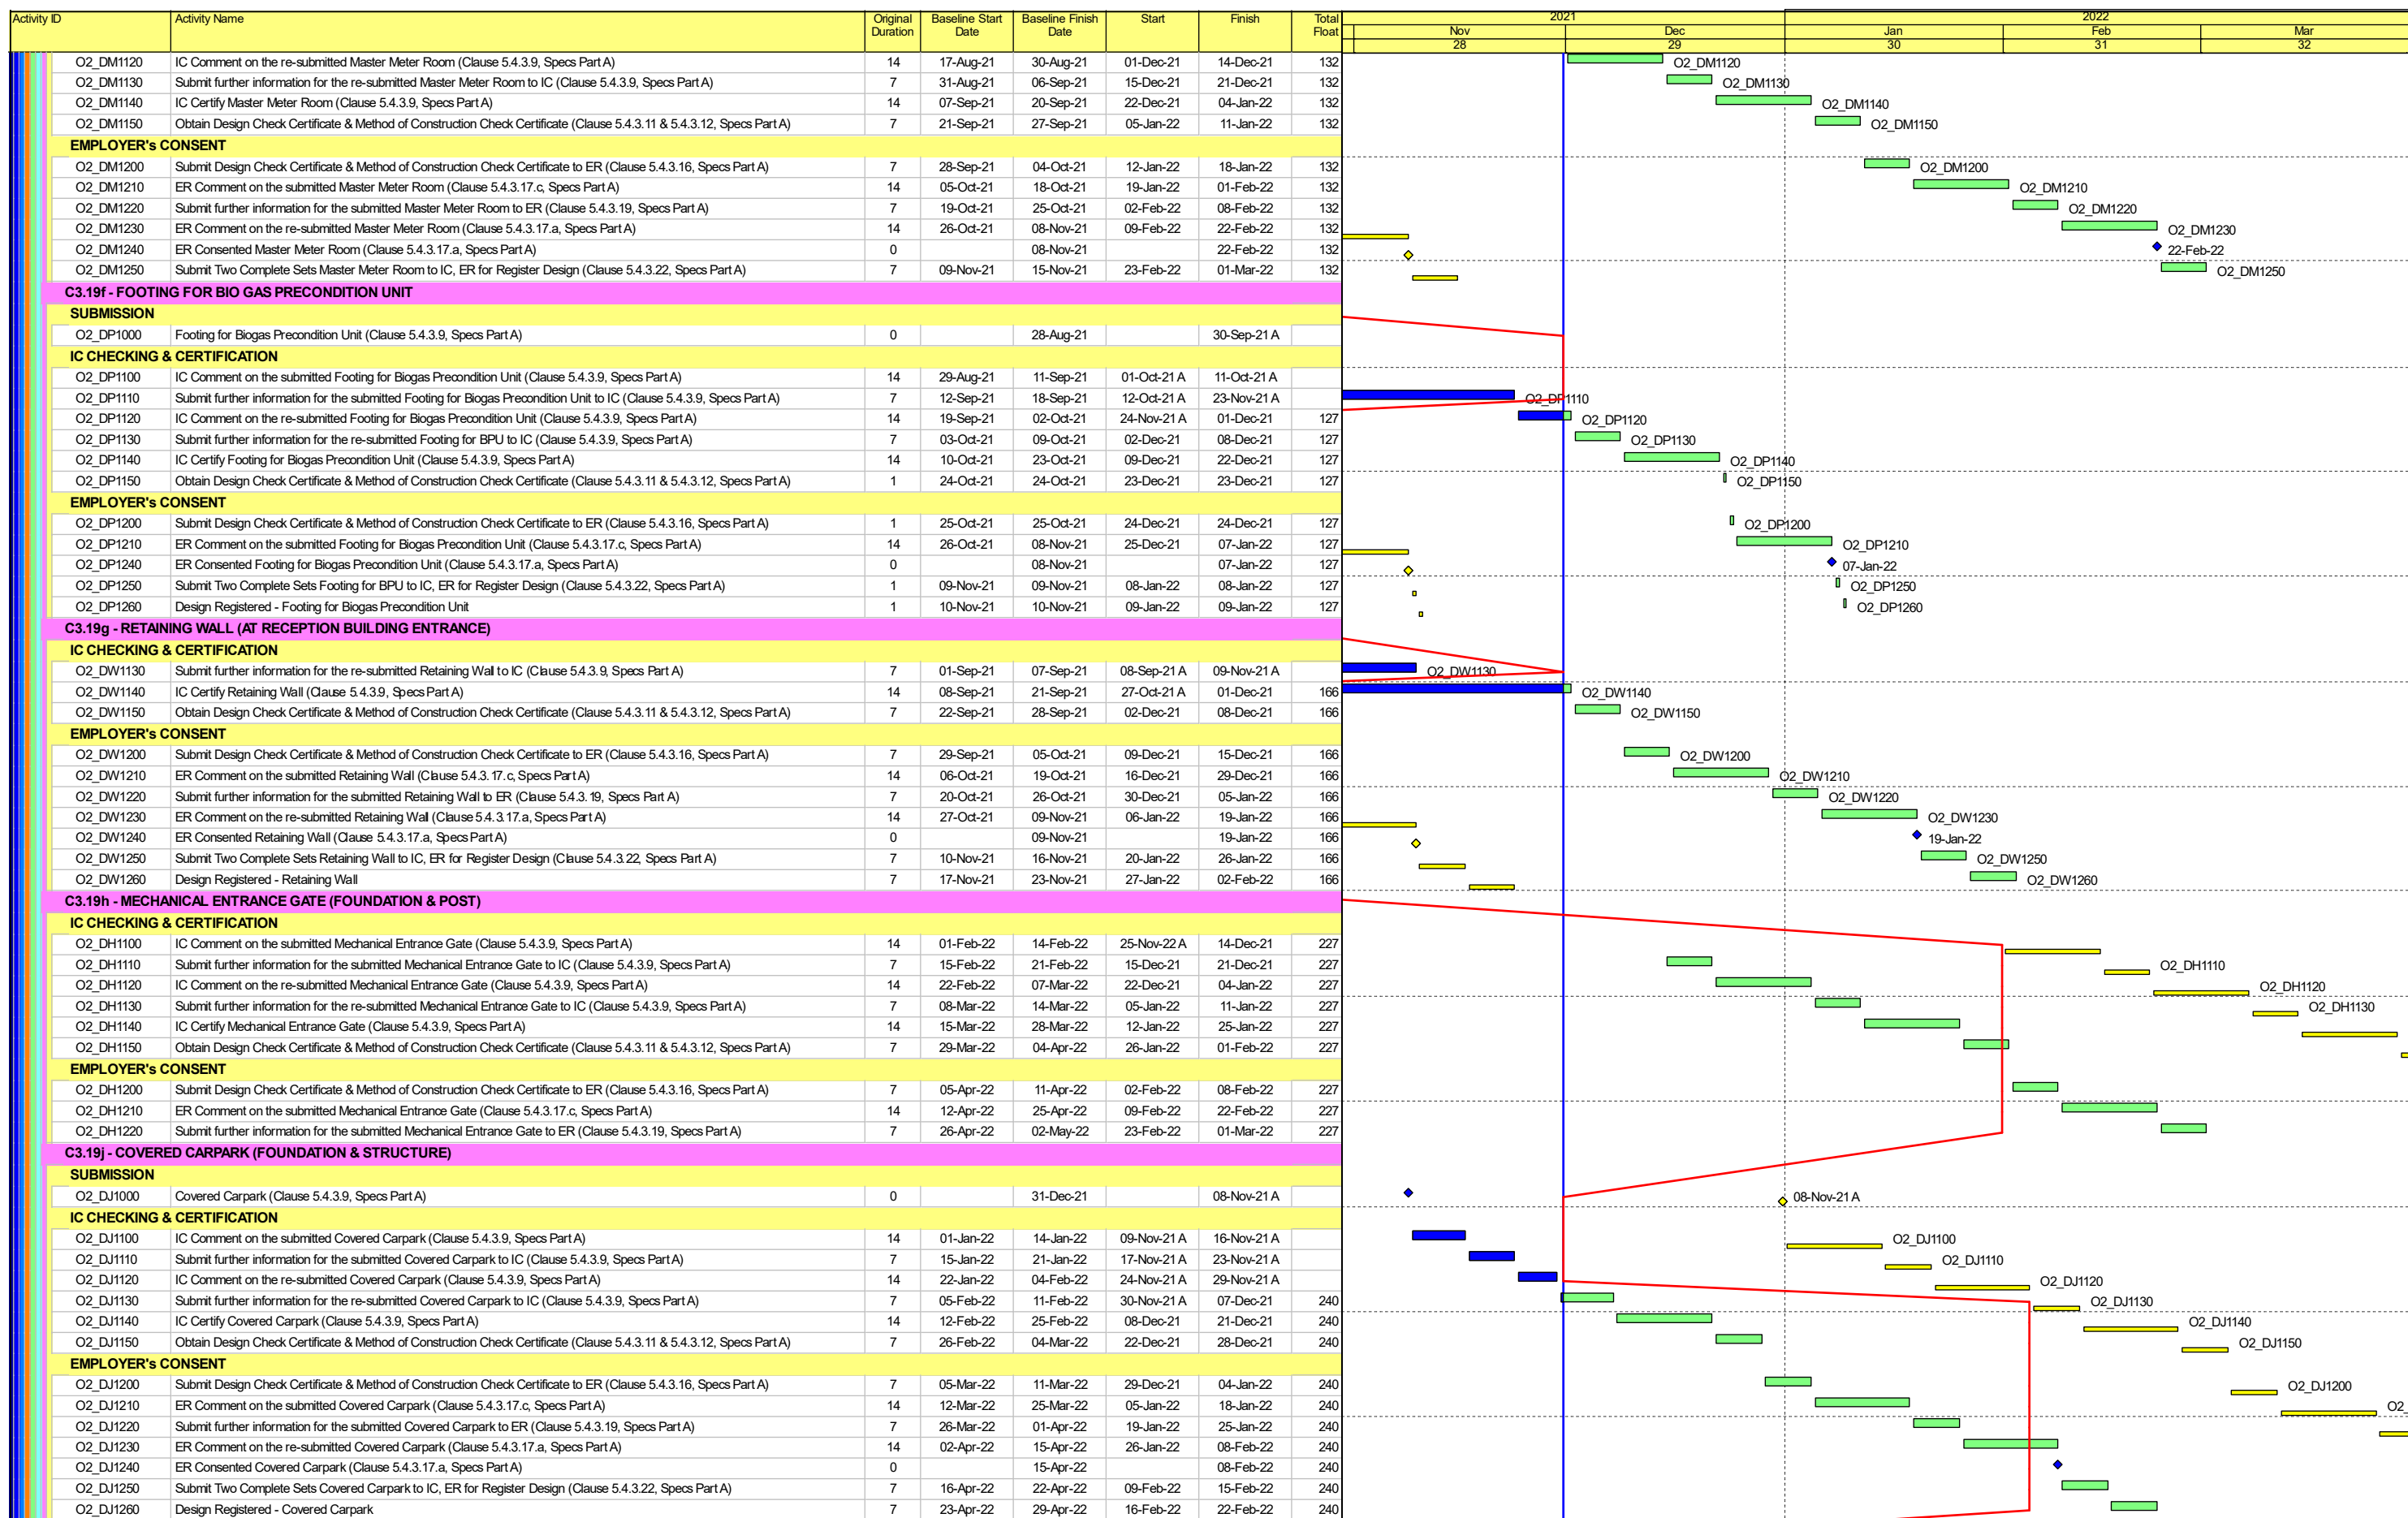 Activity ID Activity Name Original Duration Baseline Start Date Baseline Finish Date Start Finish Total Float 2021 2022
Nov Dec Jan Feb Mar
28 29 30 31 32
O2_DM1120 IC Comment on the re-submitted Master Meter Room (Clause 5.4.3.9, Specs Part A) 14 17-Aug-21 30-Aug-21 01-Dec-21 14-Dec-21 132 O2_DM1120
O2_DM1130 Submit further information for the re-submitted Master Meter Room to IC (Clause 5.4.3.9, Specs Part A) 7 31-Aug-21 06-Sep-21 15-Dec-21 21-Dec-21 132 O2_DM1130
O2_DM1140 IC Certify Master Meter Room (Clause 5.4.3.9, Specs Part A) 14 07-Sep-21 20-Sep-21 22-Dec-21 04-Jan-22 132 O2_DM1140
O2_DM1150 Obtain Design Check Certificate & Method of Construction Check Certificate (Clause 5.4.3.11 & 5.4.3.12, Specs Part A) 7 21-Sep-21 27-Sep-21 05-Jan-22 11-Jan-22 132 O2_DM1150
EMPLOYER's CONSENT
O2_DM1200 Submit Design Check Certificate & Method of Construction Check Certificate to ER (Clause 5.4.3.16, Specs Part A) 7 28-Sep-21 04-Oct-21 12-Jan-22 18-Jan-22 132 O2_DM1200
O2_DM1210 ER Comment on the submitted Master Meter Room (Clause 5.4.3.17.c, Specs Part A) 14 05-Oct-21 18-Oct-21 19-Jan-22 01-Feb-22 132 O2_DM1210
O2_DM1220 Submit further information for the submitted Master Meter Room to ER (Clause 5.4.3.19, Specs Part A) 7 19-Oct-21 25-Oct-21 02-Feb-22 08-Feb-22 132 O2_DM1220
O2_DM1230 ER Comment on the re-submitted Master Meter Room (Clause 5.4.3.17.a, Specs Part A) 14 26-Oct-21 08-Nov-21 09-Feb-22 22-Feb-22 132 O2_DM1230
O2_DM1240 ER Consented Master Meter Room (Clause 5.4.3.17.a, Specs Part A) 0 08-Nov-21 22-Feb-22 132 22-Feb-22
O2_DM1250 Submit Two Complete Sets Master Meter Room to IC, ER for Register Design (Clause 5.4.3.22, Specs Part A) 7 09-Nov-21 15-Nov-21 23-Feb-22 01-Mar-22 132 O2_DM1250
C3.19f - FOOTING FOR BIO GAS PRECONDITION UNIT
SUBMISSION
O2_DP1000 Footing for Biogas Precondition Unit (Clause 5.4.3.9, Specs Part A) 0 28-Aug-21 30-Sep-21 A
IC CHECKING & CERTIFICATION
O2_DP1100 IC Comment on the submitted Footing for Biogas Precondition Unit (Clause 5.4.3.9, Specs Part A) 14 29-Aug-21 11-Sep-21 01-Oct-21 A 11-Oct-21 A
O2_DP1110 Submit further information for the submitted Footing for Biogas Precondition Unit to IC (Clause 5.4.3.9, Specs Part A) 7 12-Sep-21 18-Sep-21 12-Oct-21 A 23-Nov-21 A O2_DP1110
O2_DP1120 IC Comment on the re-submitted Footing for Biogas Precondition Unit (Clause 5.4.3.9, Specs Part A) 14 19-Sep-21 02-Oct-21 24-Nov-21 A 01-Dec-21 127 O2_DP1120
O2_DP1130 Submit further information for the re-submitted Footing for BPU to IC (Clause 5.4.3.9, Specs Part A) 7 03-Oct-21 09-Oct-21 02-Dec-21 08-Dec-21 127 O2_DP1130
O2_DP1140 IC Certify Footing for Biogas Precondition Unit (Clause 5.4.3.9, Specs Part A) 14 10-Oct-21 23-Oct-21 09-Dec-21 22-Dec-21 127 O2_DP1140
O2_DP1150 Obtain Design Check Certificate & Method of Construction Check Certificate (Clause 5.4.3.11 & 5.4.3.12, Specs Part A) 1 24-Oct-21 24-Oct-21 23-Dec-21 23-Dec-21 127 O2_DP1150
EMPLOYER's CONSENT
O2_DP1200 Submit Design Check Certificate & Method of Construction Check Certificate to ER (Clause 5.4.3.16, Specs Part A) 1 25-Oct-21 25-Oct-21 24-Dec-21 24-Dec-21 127 O2_DP1200
O2_DP1210 ER Comment on the submitted Footing for Biogas Precondition Unit (Clause 5.4.3.17.c, Specs Part A) 14 26-Oct-21 08-Nov-21 25-Dec-21 07-Jan-22 127 O2_DP1210
O2_DP1240 ER Consented Footing for Biogas Precondition Unit (Clause 5.4.3.17.a, Specs Part A) 0 08-Nov-21 07-Jan-22 127 07-Jan-22
O2_DP1250 Submit Two Complete Sets Footing for BPU to IC, ER for Register Design (Clause 5.4.3.22, Specs Part A) 1 09-Nov-21 09-Nov-21 08-Jan-22 08-Jan-22 127 O2_DP1250
O2_DP1260 Design Registered - Footing for Biogas Precondition Unit 1 10-Nov-21 10-Nov-21 09-Jan-22 09-Jan-22 127 O2_DP1260
C3.19g - RETAINING WALL (AT RECEPTION BUILDING ENTRANCE)
IC CHECKING & CERTIFICATION
O2_DW1130 Submit further information for the re-submitted Retaining Wall to IC (Clause 5.4.3.9, Specs Part A) 7 01-Sep-21 07-Sep-21 08-Sep-21 A 09-Nov-21 A O2_DW1130
O2_DW1140 IC Certify Retaining Wall (Clause 5.4.3.9, Specs Part A) 14 08-Sep-21 21-Sep-21 27-Oct-21 A 01-Dec-21 166 O2_DW1140
O2_DW1150 Obtain Design Check Certificate & Method of Construction Check Certificate (Clause 5.4.3.11 & 5.4.3.12, Specs Part A) 7 22-Sep-21 28-Sep-21 02-Dec-21 08-Dec-21 166 O2_DW1150
EMPLOYER's CONSENT
O2_DW1200 Submit Design Check Certificate & Method of Construction Check Certificate to ER (Clause 5.4.3.16, Specs Part A) 7 29-Sep-21 05-Oct-21 09-Dec-21 15-Dec-21 166 O2_DW1200
O2_DW1210 ER Comment on the submitted Retaining Wall (Clause 5.4.3.17.c, Specs Part A) 14 06-Oct-21 19-Oct-21 16-Dec-21 29-Dec-21 166 O2_DW1210
O2_DW1220 Submit further information for the submitted Retaining Wall to ER (Clause 5.4.3.19, Specs Part A) 7 20-Oct-21 26-Oct-21 30-Dec-21 05-Jan-22 166 O2_DW1220
O2_DW1230 ER Comment on the re-submitted Retaining Wall (Clause 5.4.3.17.a, Specs Part A) 14 27-Oct-21 09-Nov-21 06-Jan-22 19-Jan-22 166 O2_DW1230
O2_DW1240 ER Consented Retaining Wall (Clause 5.4.3.17.a, Specs Part A) 0 09-Nov-21 19-Jan-22 166 19-Jan-22
O2_DW1250 Submit Two Complete Sets Retaining Wall to IC, ER for Register Design (Clause 5.4.3.22, Specs Part A) 7 10-Nov-21 16-Nov-21 20-Jan-22 26-Jan-22 166 O2_DW1250
O2_DW1260 Design Registered - Retaining Wall 7 17-Nov-21 23-Nov-21 27-Jan-22 02-Feb-22 166 O2_DW1260
C3.19h - MECHANICAL ENTRANCE GATE (FOUNDATION & POST)
IC CHECKING & CERTIFICATION
O2_DH1100 IC Comment on the submitted Mechanical Entrance Gate (Clause 5.4.3.9, Specs Part A) 14 01-Feb-22 14-Feb-22 25-Nov-22 A 14-Dec-21 227
O2_DH1110 Submit further information for the submitted Mechanical Entrance Gate to IC (Clause 5.4.3.9, Specs Part A) 7 15-Feb-22 21-Feb-22 15-Dec-21 21-Dec-21 227 O2_DH1110
O2_DH1120 IC Comment on the re-submitted Mechanical Entrance Gate (Clause 5.4.3.9, Specs Part A) 14 22-Feb-22 07-Mar-22 22-Dec-21 04-Jan-22 227 O2_DH1120
O2_DH1130 Submit further information for the re-submitted Mechanical Entrance Gate to IC (Clause 5.4.3.9, Specs Part A) 7 08-Mar-22 14-Mar-22 05-Jan-22 11-Jan-22 227 O2_DH1130
O2_DH1140 IC Certify Mechanical Entrance Gate (Clause 5.4.3.9, Specs Part A) 14 15-Mar-22 28-Mar-22 12-Jan-22 25-Jan-22 227
O2_DH1150 Obtain Design Check Certificate & Method of Construction Check Certificate (Clause 5.4.3.11 & 5.4.3.12, Specs Part A) 7 29-Mar-22 04-Apr-22 26-Jan-22 01-Feb-22 227
EMPLOYER's CONSENT
O2_DH1200 Submit Design Check Certificate & Method of Construction Check Certificate to ER (Clause 5.4.3.16, Specs Part A) 7 05-Apr-22 11-Apr-22 02-Feb-22 08-Feb-22 227
O2_DH1210 ER Comment on the submitted Mechanical Entrance Gate (Clause 5.4.3.17.c, Specs Part A) 14 12-Apr-22 25-Apr-22 09-Feb-22 22-Feb-22 227
O2_DH1220 Submit further information for the submitted Mechanical Entrance Gate to ER (Clause 5.4.3.19, Specs Part A) 7 26-Apr-22 02-May-22 23-Feb-22 01-Mar-22 227
C3.19j - COVERED CARPARK (FOUNDATION & STRUCTURE)
SUBMISSION
O2_DJ1000 Covered Carpark (Clause 5.4.3.9, Specs Part A) 0 31-Dec-21 08-Nov-21 A 08-Nov-21 A
IC CHECKING & CERTIFICATION
O2_DJ1100 IC Comment on the submitted Covered Carpark (Clause 5.4.3.9, Specs Part A) 14 01-Jan-22 14-Jan-22 09-Nov-21 A 16-Nov-21 A O2_DJ1100
O2_DJ1110 Submit further information for the submitted Covered Carpark to IC (Clause 5.4.3.9, Specs Part A) 7 15-Jan-22 21-Jan-22 17-Nov-21 A 23-Nov-21 A O2_DJ1110
O2_DJ1120 IC Comment on the re-submitted Covered Carpark (Clause 5.4.3.9, Specs Part A) 14 22-Jan-22 04-Feb-22 24-Nov-21 A 29-Nov-21 A O2_DJ1120
O2_DJ1130 Submit further information for the re-submitted Covered Carpark to IC (Clause 5.4.3.9, Specs Part A) 7 05-Feb-22 11-Feb-22 30-Nov-21 A 07-Dec-21 240 O2_DJ1130
O2_DJ1140 IC Certify Covered Carpark (Clause 5.4.3.9, Specs Part A) 14 12-Feb-22 25-Feb-22 08-Dec-21 21-Dec-21 240 O2_DJ1140
O2_DJ1150 Obtain Design Check Certificate & Method of Construction Check Certificate (Clause 5.4.3.11 & 5.4.3.12, Specs Part A) 7 26-Feb-22 04-Mar-22 22-Dec-21 28-Dec-21 240 O2_DJ1150
EMPLOYER's CONSENT
O2_DJ1200 Submit Design Check Certificate & Method of Construction Check Certificate to ER (Clause 5.4.3.16, Specs Part A) 7 05-Mar-22 11-Mar-22 29-Dec-21 04-Jan-22 240 O2_DJ1200
O2_DJ1210 ER Comment on the submitted Covered Carpark (Clause 5.4.3.17.c, Specs Part A) 14 12-Mar-22 25-Mar-22 05-Jan-22 18-Jan-22 240 O2_
O2_DJ1220 Submit further information for the submitted Covered Carpark to ER (Clause 5.4.3.19, Specs Part A) 7 26-Mar-22 01-Apr-22 19-Jan-22 25-Jan-22 240
O2_DJ1230 ER Comment on the re-submitted Covered Carpark (Clause 5.4.3.17.a, Specs Part A) 14 02-Apr-22 15-Apr-22 26-Jan-22 08-Feb-22 240
O2_DJ1240 ER Consented Covered Carpark (Clause 5.4.3.17.a, Specs Part A) 0 15-Apr-22 08-Feb-22 240
O2_DJ1250 Submit Two Complete Sets Covered Carpark to IC, ER for Register Design (Clause 5.4.3.22, Specs Part A) 7 16-Apr-22 22-Apr-22 09-Feb-22 15-Feb-22 240
O2_DJ1260 Design Registered - Covered Carpark 7 23-Apr-22 29-Apr-22 16-Feb-22 22-Feb-22 240